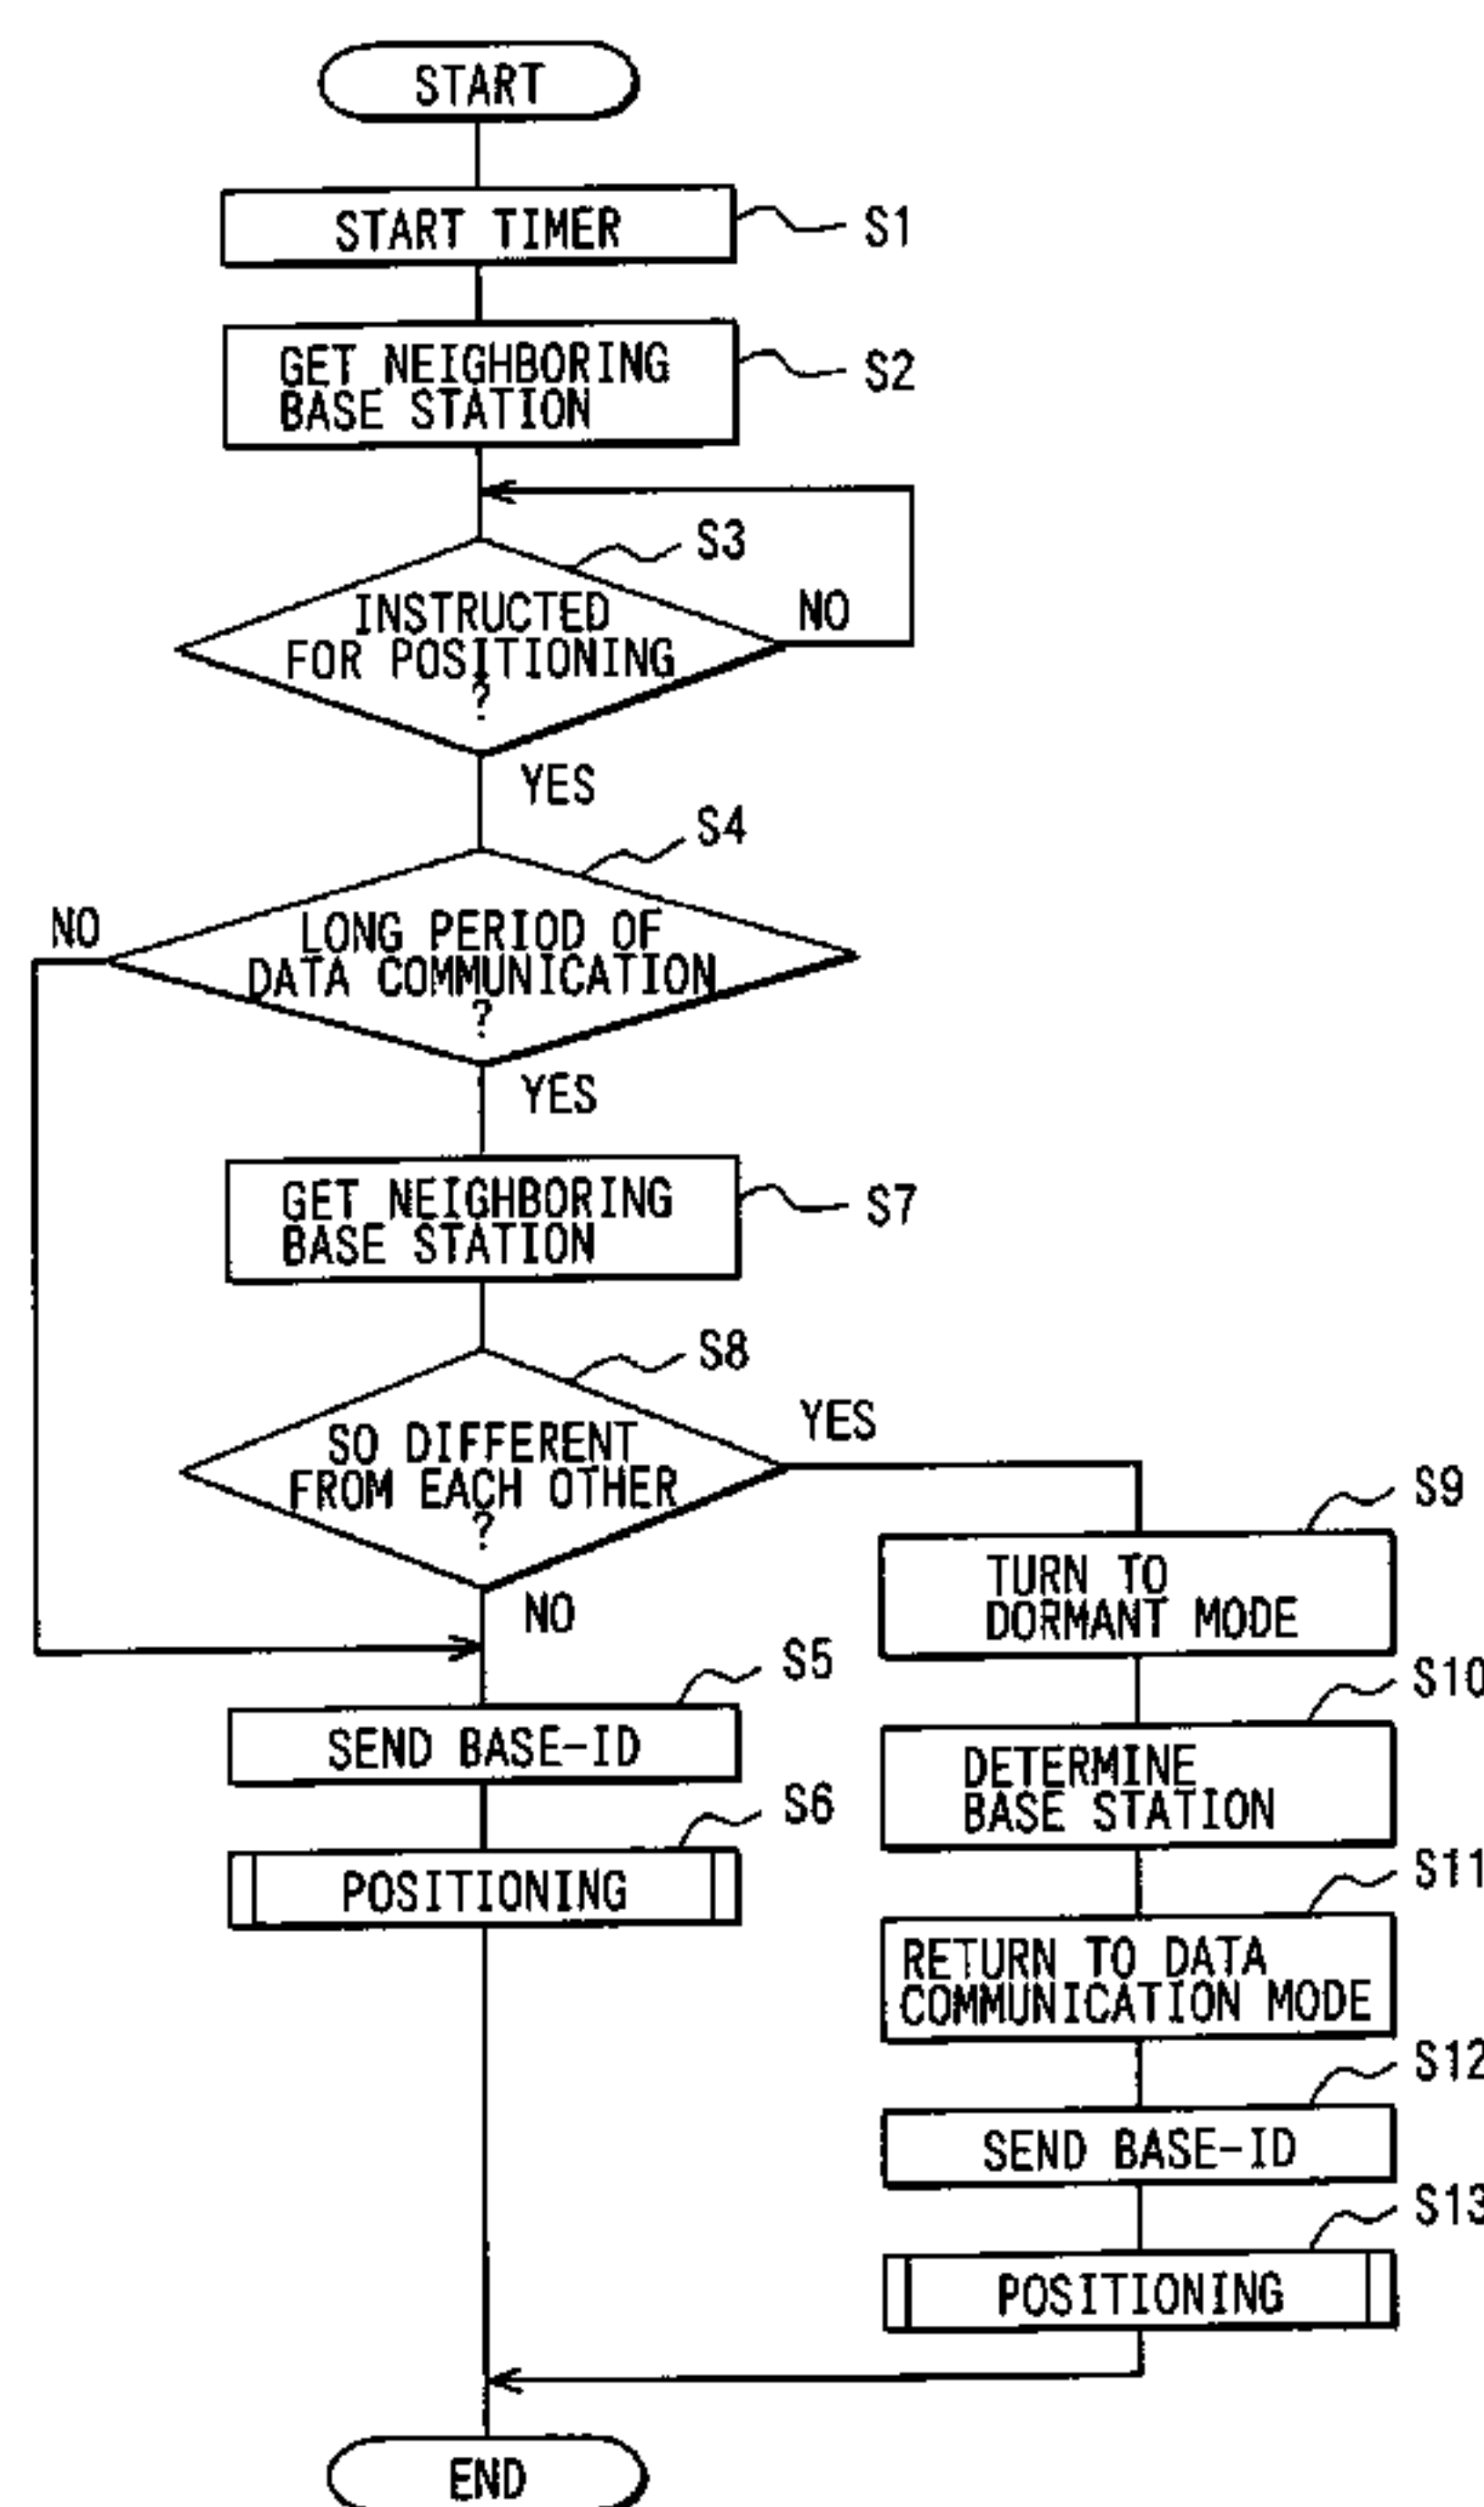 START
START TIMER
S1
GET NEIGHBORING
BASE STATION
S2
S3
INSTRUCTED
FOR POSITIONING
?
NO
YES
S4
NO
LONG PERIOD OF
DATA COMMUNICATION
?
YES
GET NEIGHBORING
BASE STATION
S7
S8
SO DIFFERENT
FROM EACH OTHER
?
YES
NO
S5
SEND BASE-ID
S6
POSITIONING
S9
TURN TO
DORMANT MODE
S10
DETERMINE
BASE STATION
S11
RETURN TO DATA
COMMUNICATION MODE
S12
SEND BASE-ID
S13
POSITIONING
END